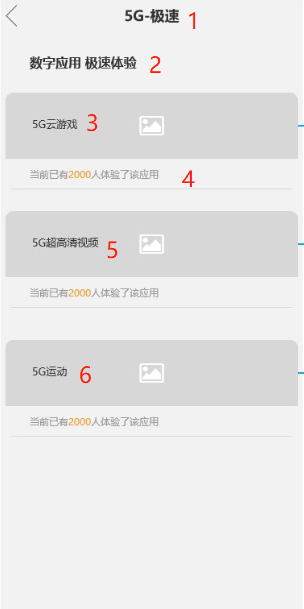 5G-极速 1
数字应用 极速体验 2
5G云游戏 3
当前已有2000人体验了该应用 4
5G超高清视频 5
当前已有2000人体验了该应用
5G运动 6
当前已有2000人体验了该应用